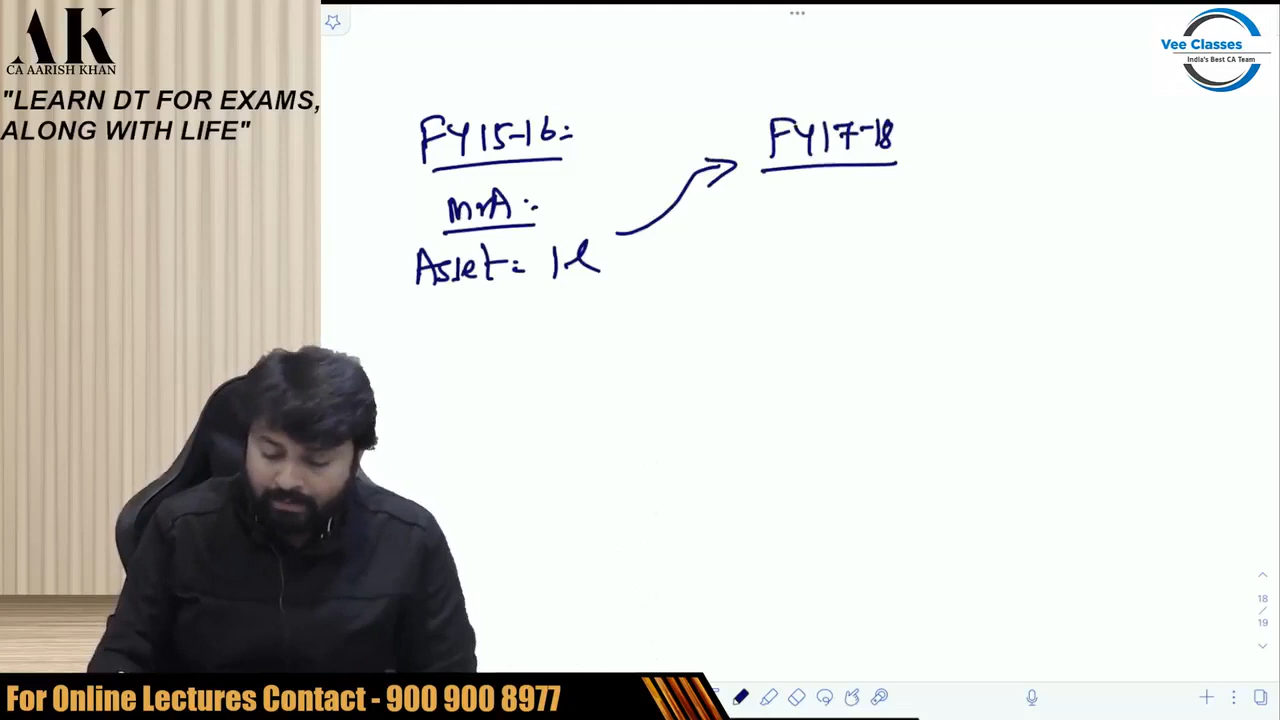 AK
CA AARISH KHAN
"LEARN DT FOR EXAMS,
ALONG WITH LIFE"
Vee Classes
India's Best CA Team
FY15-16:
FY17-18
MrA:
Asset: 1l
18
/
19
For Online Lectures Contact - 900 900 8977